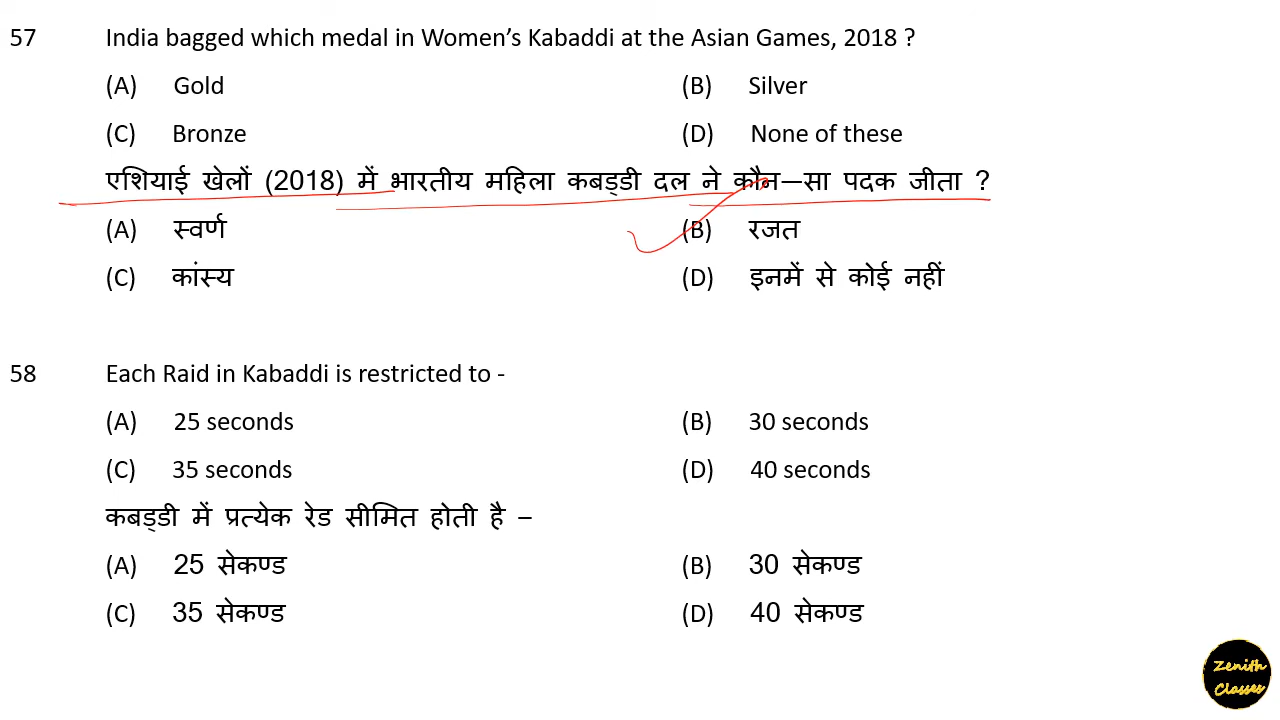 57 India bagged which medal in Women’s Kabaddi at the Asian Games, 2018 ?
(A) Gold (B) Silver
(C) Bronze (D) None of these
एशियाई खेलों (2018) में भारतीय महिला कबड्डी दल ने कौन–सा पदक जीता ?
(A) स्वर्ण (B) रजत
(C) कांस्य (D) इनमें से कोई नहीं
58 Each Raid in Kabaddi is restricted to -
(A) 25 seconds (B) 30 seconds
(C) 35 seconds (D) 40 seconds
कबड्डी में प्रत्येक रेड सीमित होती है –
(A) 25 सेकण्ड (B) 30 सेकण्ड
(C) 35 सेकण्ड (D) 40 सेकण्ड
Zenith
Classes